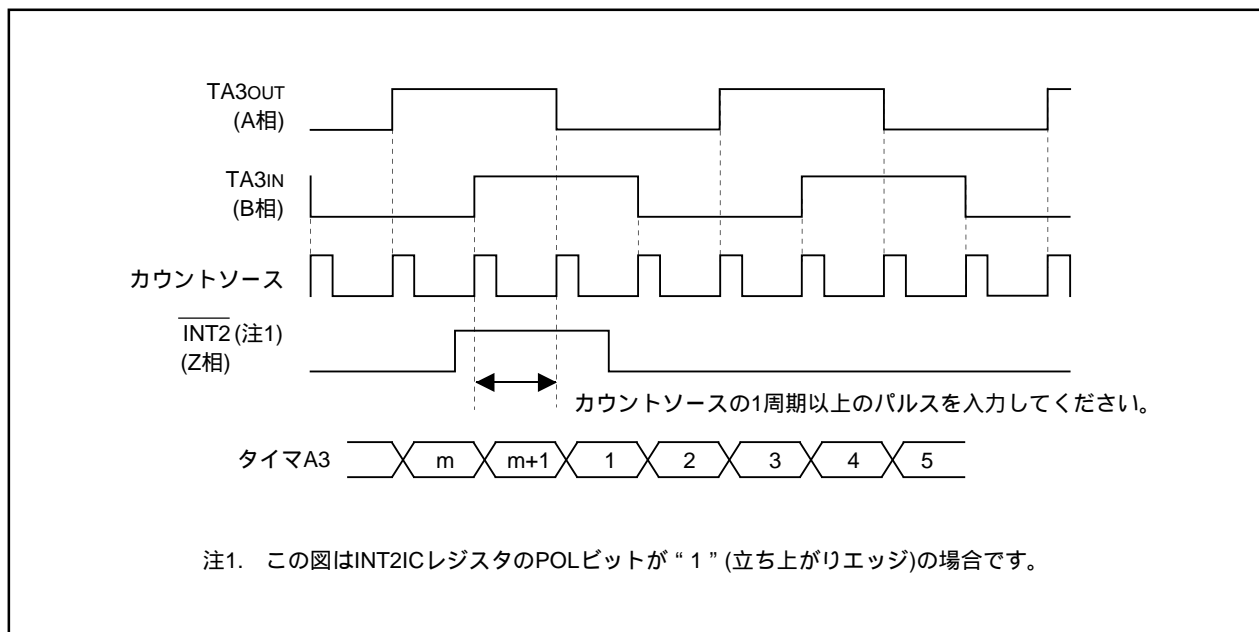 TA3OUT
(A相)
TA3IN
(B相)
カウントソース
INT2 (注1)
(Z相)
カウントソースの1周期以上のパルスを入力してください。
タイマA3 m m+1 1 2 3 4 5
注1. この図はINT2ICレジスタのPOLビットが“1”(立ち上がりエッジ)の場合です。